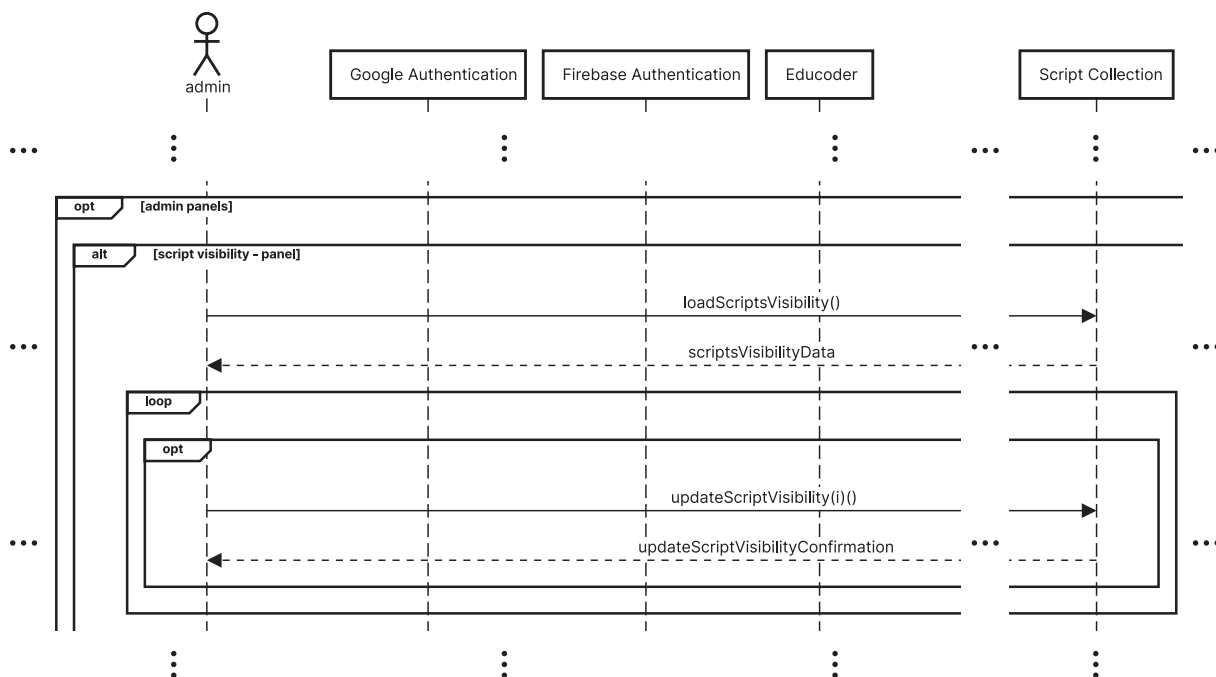 admin
Google Authentication
Firebase Authentication
Educoder
Script Collection
opt
[admin panels]
alt
[script visibility - panel]
loadScriptsVisibility()
scriptsVisibilityData
loop
opt
updateScriptVisibility(i)()
updateScriptVisibilityConfirmation